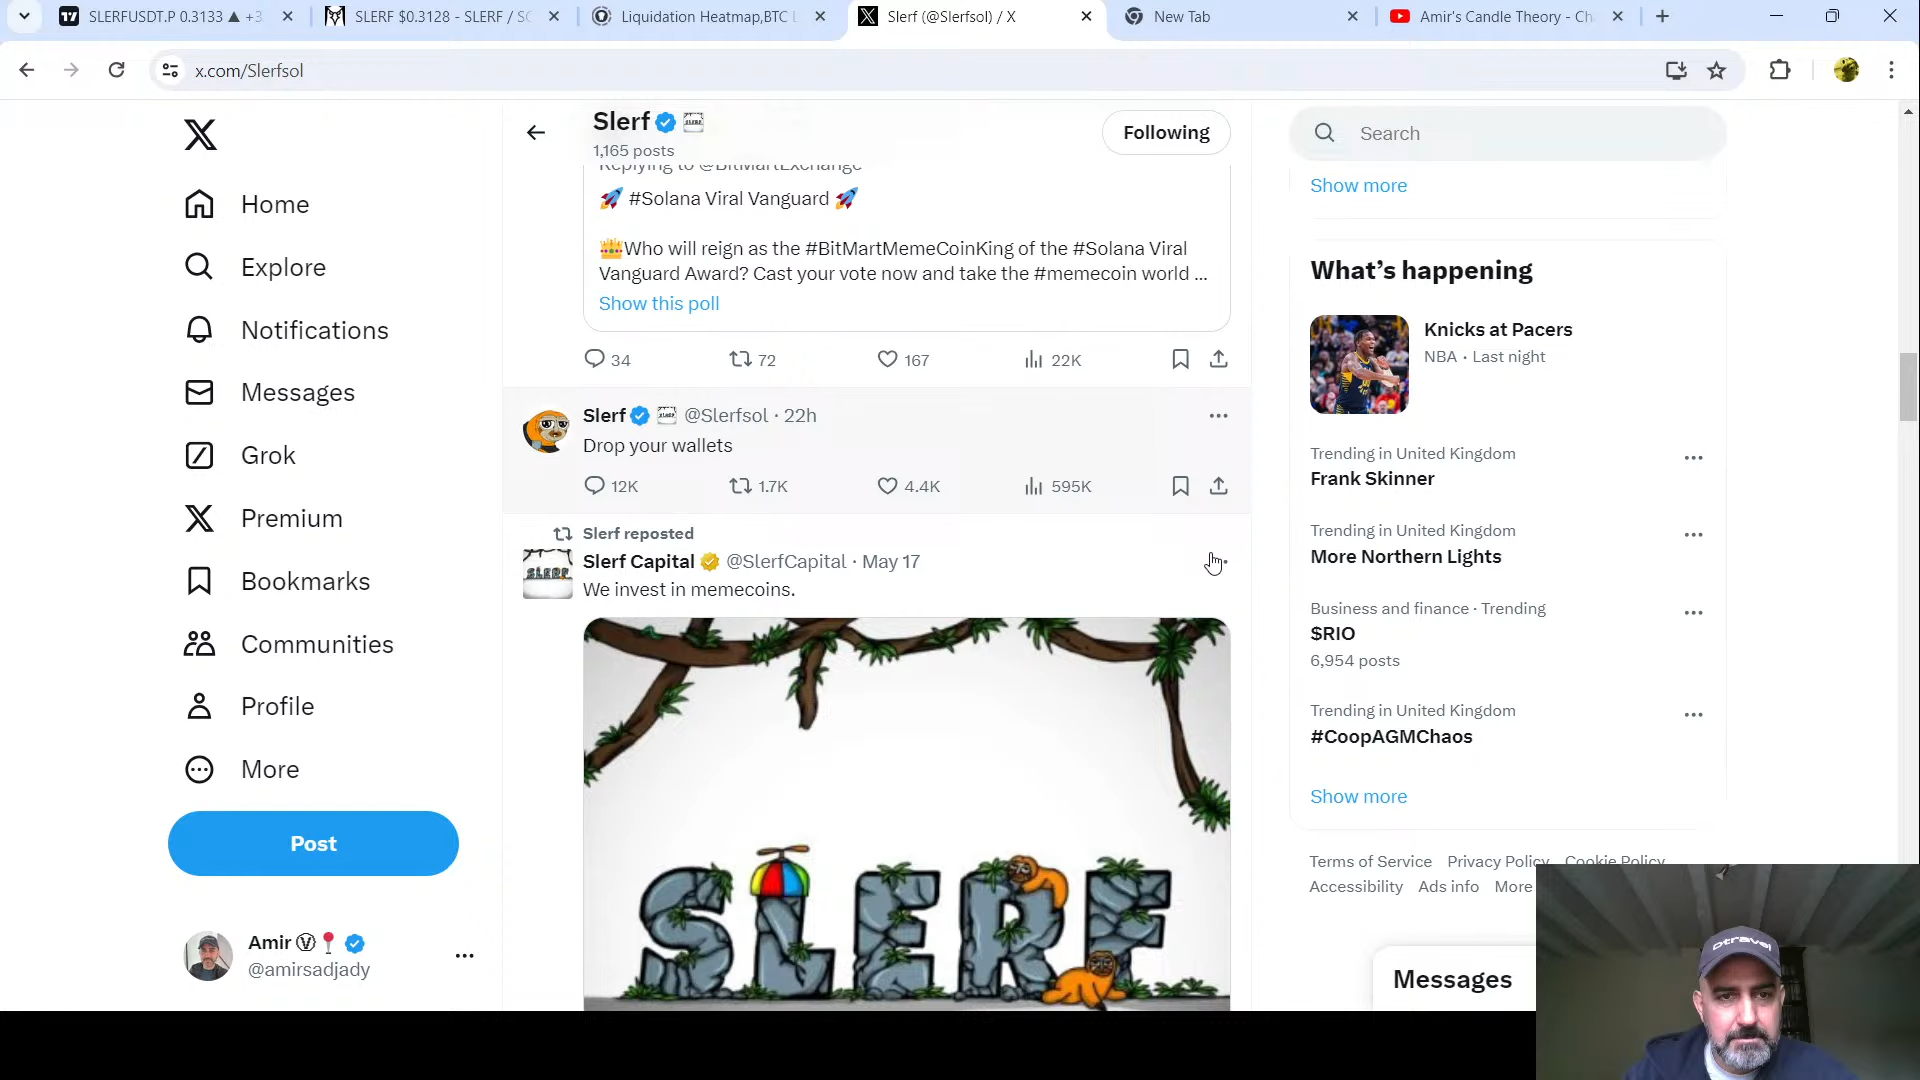 SLERFUSDT.P 0.3133 ▲ +3
SLERF $0.3128 - SLERF / SO
Liquidation Heatmap,BTC L
Slerf (@Slerfsol) / X
New Tab
Amir's Candle Theory - Ch
x.com/Slerfsol
Home
Explore
Notifications
Messages
Grok
Premium
Bookmarks
Communities
Profile
More
Post
Amir
@amirsadjady
Slerf
1,165 posts
Following
Replying to @BitMartExchange
🚀 #Solana Viral Vanguard 🚀
👑Who will reign as the #BitMartMemeCoinKing of the #Solana Viral
Vanguard Award? Cast your vote now and take the #memecoin world ...
Show this poll
34 72 167 22K
Slerf @Slerfsol · 22h
Drop your wallets
12K 1.7K 4.4K 595K
Slerf reposted
Slerf Capital @SlerfCapital · May 17
We invest in memecoins.
SLERF
Search
Show more
What's happening
Knicks at Pacers
NBA · Last night
Trending in United Kingdom
Frank Skinner
Trending in United Kingdom
More Northern Lights
Business and finance · Trending
$RIO
6,954 posts
Trending in United Kingdom
#CoopAGMChaos
Show more
Terms of Service Privacy Policy Cookie Policy
Accessibility Ads info More
Messages
DTRAVEL